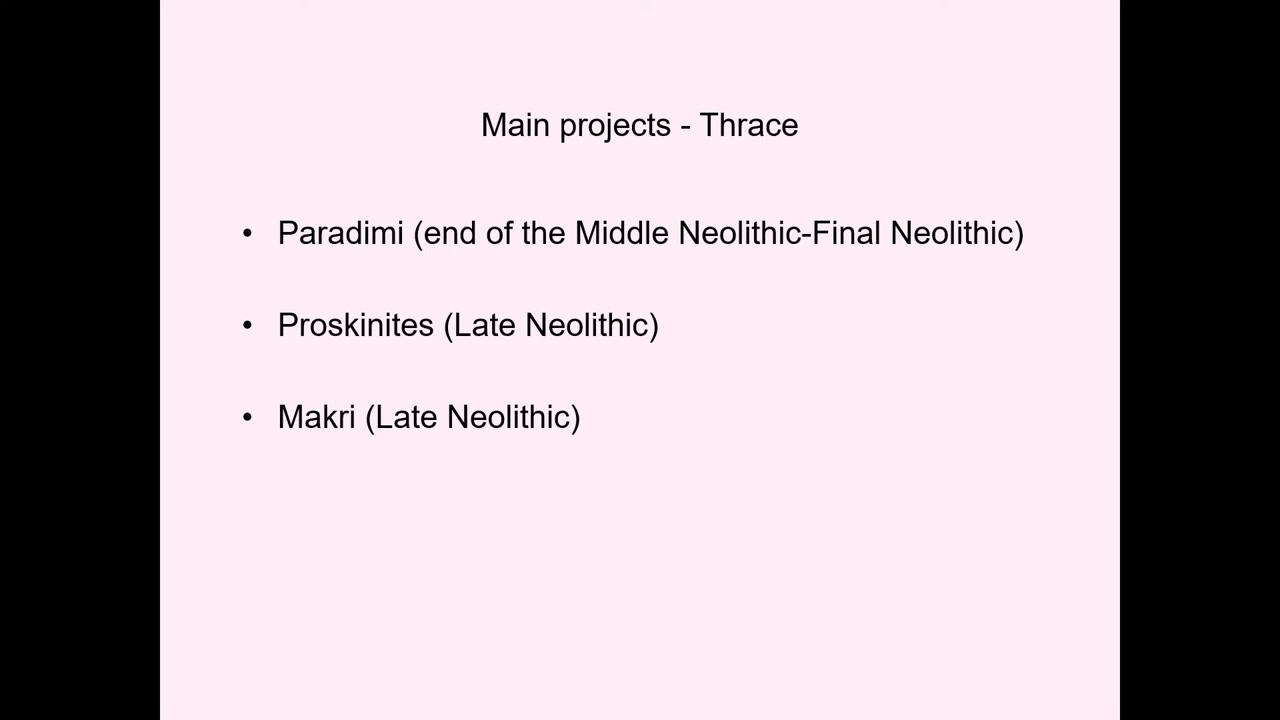 Main projects - Thrace
• Paradimi (end of the Middle Neolithic-Final Neolithic)
• Proskinites (Late Neolithic)
• Makri (Late Neolithic)